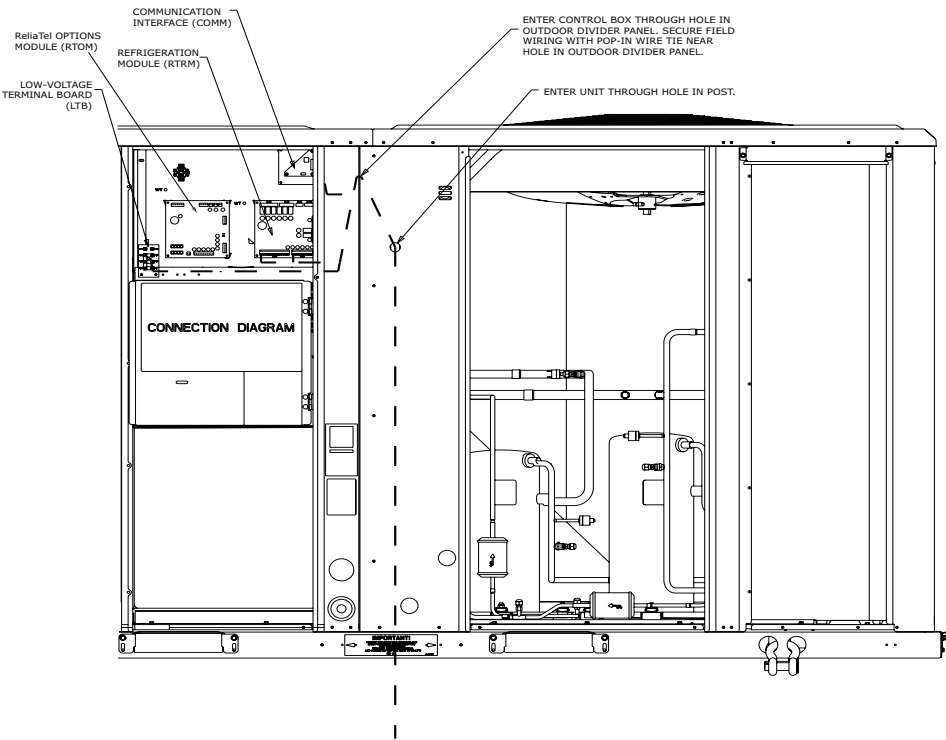 COMMUNICATION
INTERFACE (COMM)
ReliaTel OPTIONS
MODULE (RTOM)
REFRIGERATION
MODULE (RTRM)
LOW-VOLTAGE
TERMINAL BOARD
(LTB)
ENTER CONTROL BOX THROUGH HOLE IN
OUTDOOR DIVIDER PANEL. SECURE FIELD
WIRING WITH POP-IN WIRE TIE NEAR
HOLE IN OUTDOOR DIVIDER PANEL.
ENTER UNIT THROUGH HOLE IN POST.
CONNECTION DIAGRAM
IMPORTANT!